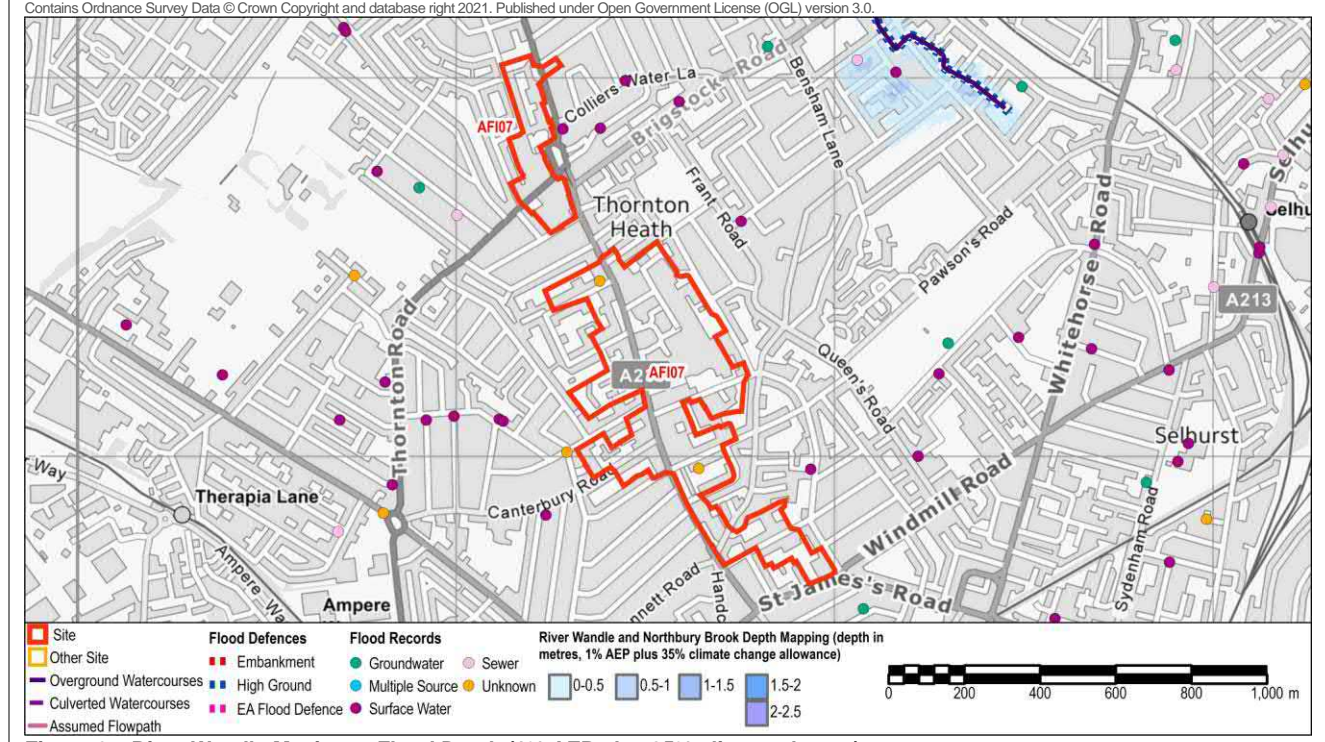 Contains Ordnance Survey Data © Crown Copyright and database right 2021. Published under Open Government License (OGL) version 3.0.
AFI07
Colliers Water La
Brigstock Road
Bensham Lane
Thornton
Heath
Frant Road
Pawson's Road
Whitehorse Road
Selhu
Selhu
A213
Thornton Road
AFI07
Queen's Road
Selhurst
Way
Therapia Lane
Canterbury Road
Windmill Road
Sydenham Road
Ampere Wa
Ampere
nnett Road
Handc
St James's Road
Site
Other Site
Overground Watercourses
Culverted Watercourses
Assumed Flowpath
Flood Defences
Embankment
High Ground
EA Flood Defence
Flood Records
Groundwater
Multiple Source
Surface Water
Sewer
Unknown
River Wandle and Northbury Brook Depth Mapping (depth in
metres, 1% AEP plus 35% climate change allowance)
0-0.5
0.5-1
1-1.5
1.5-2
2-2.5
0 200 400 600 800 1,000 m